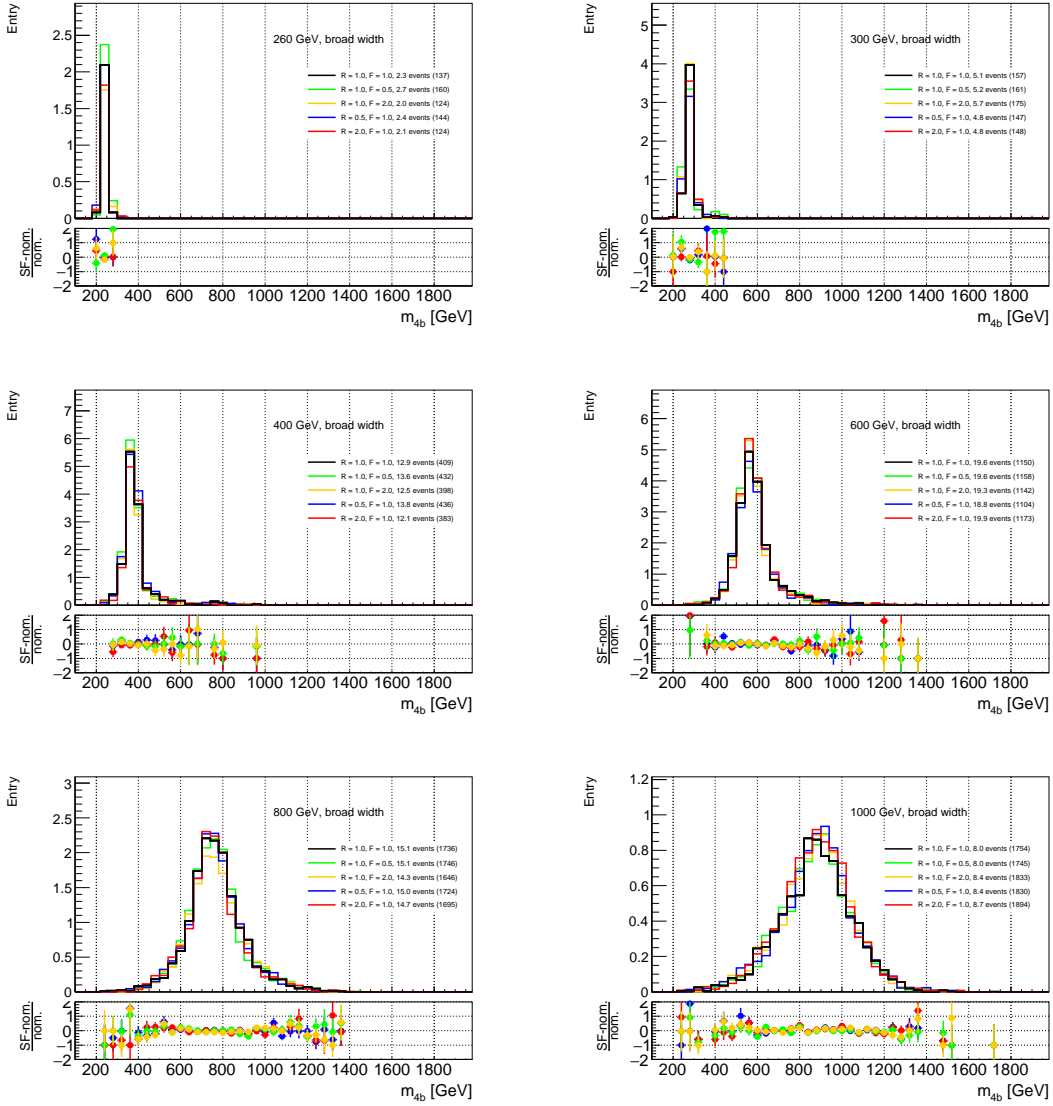 Entry
260 GeV, broad width
R = 1.0, F = 1.0, 2.3 events (137)
R = 1.0, F = 0.5, 2.7 events (160)
R = 1.0, F = 2.0, 2.0 events (124)
R = 0.5, F = 1.0, 2.4 events (144)
R = 2.0, F = 1.0, 2.1 events (124)
2.5
2
1.5
1
0.5
0
SF-nom.
nom.
2
1
0
−1
−2
200 400 600 800 1000 1200 1400 1600 1800
m4b [GeV]
Entry
300 GeV, broad width
R = 1.0, F = 1.0, 5.1 events (157)
R = 1.0, F = 0.5, 5.2 events (161)
R = 1.0, F = 2.0, 5.7 events (175)
R = 0.5, F = 1.0, 4.8 events (147)
R = 2.0, F = 1.0, 4.8 events (148)
5
4
3
2
1
0
SF-nom.
nom.
2
1
0
−1
−2
200 400 600 800 1000 1200 1400 1600 1800
m4b [GeV]
Entry
400 GeV, broad width
R = 1.0, F = 1.0, 12.9 events (409)
R = 1.0, F = 0.5, 13.6 events (432)
R = 1.0, F = 2.0, 12.5 events (398)
R = 0.5, F = 1.0, 13.8 events (436)
R = 2.0, F = 1.0, 12.1 events (383)
7
6
5
4
3
2
1
0
SF-nom.
nom.
2
1
0
−1
−2
200 400 600 800 1000 1200 1400 1600 1800
m4b [GeV]
Entry
600 GeV, broad width
R = 1.0, F = 1.0, 19.6 events (1150)
R = 1.0, F = 0.5, 19.6 events (1158)
R = 1.0, F = 2.0, 19.3 events (1142)
R = 0.5, F = 1.0, 18.8 events (1104)
R = 2.0, F = 1.0, 19.9 events (1173)
6
5
4
3
2
1
0
SF-nom.
nom.
2
1
0
−1
−2
200 400 600 800 1000 1200 1400 1600 1800
m4b [GeV]
Entry
800 GeV, broad width
R = 1.0, F = 1.0, 15.1 events (1736)
R = 1.0, F = 0.5, 15.1 events (1746)
R = 1.0, F = 2.0, 14.3 events (1646)
R = 0.5, F = 1.0, 15.0 events (1724)
R = 2.0, F = 1.0, 14.7 events (1695)
3
2.5
2
1.5
1
0.5
0
SF-nom.
nom.
2
1
0
−1
−2
200 400 600 800 1000 1200 1400 1600 1800
m4b [GeV]
Entry
1000 GeV, broad width
R = 1.0, F = 1.0, 8.0 events (1754)
R = 1.0, F = 0.5, 8.0 events (1745)
R = 1.0, F = 2.0, 8.4 events (1833)
R = 0.5, F = 1.0, 8.4 events (1830)
R = 2.0, F = 1.0, 8.7 events (1894)
1.2
1
0.8
0.6
0.4
0.2
0
SF-nom.
nom.
2
1
0
−1
−2
200 400 600 800 1000 1200 1400 1600 1800
m4b [GeV]